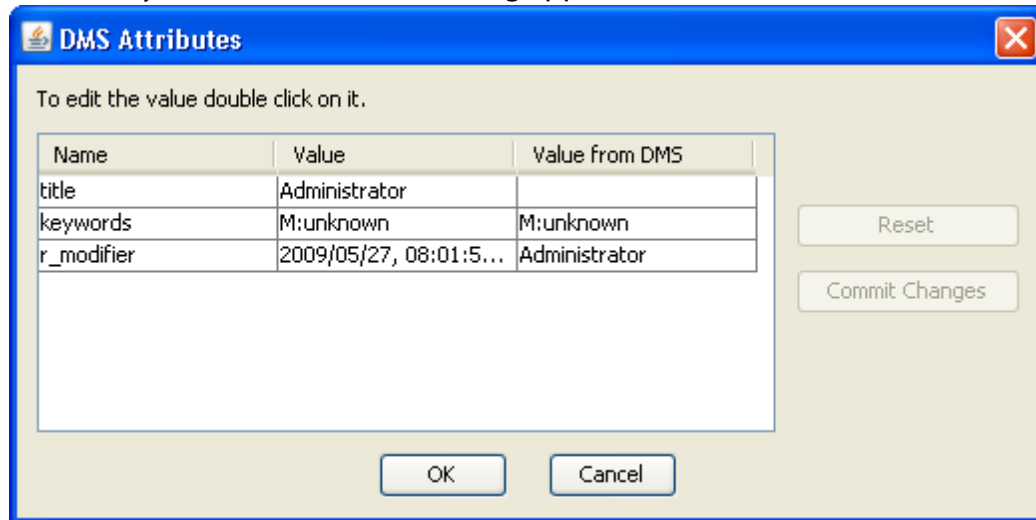 DMS Attributes
To edit the value double click on it.
Name Value Value from DMS
title Administrator
keywords M:unknown M:unknown
r_modifier 2009/05/27, 08:01:5... Administrator
Reset
Commit Changes
OK Cancel